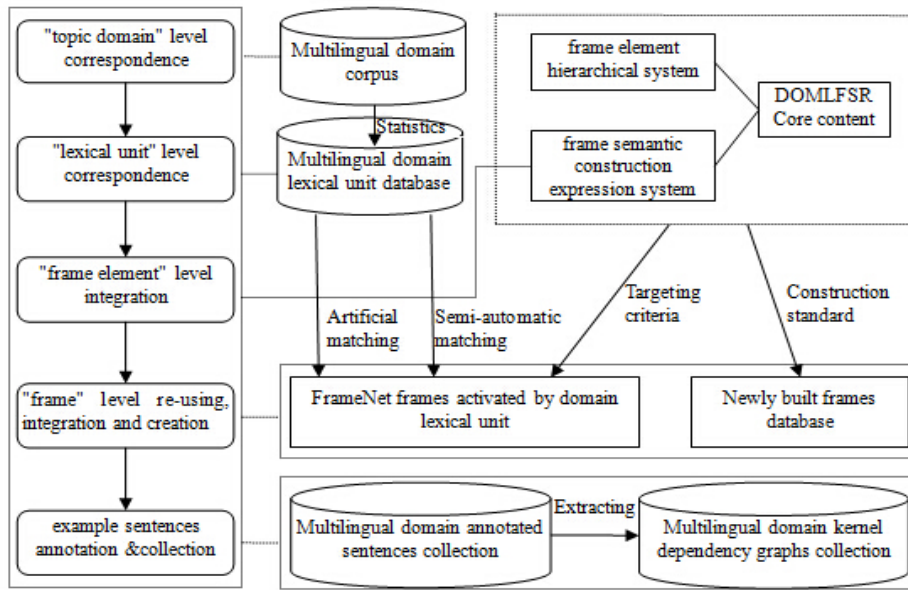 "topic domain" level
correspondence
"lexical unit" level
correspondence
"frame element" level
integration
"frame" level re-using,
integration and creation
example sentences
annotation &collection
Multilingual domain
corpus
Statistics
Multilingual domain
lexical unit database
frame element
hierarchical system
frame semantic
construction
expression system
DOMLFSR
Core content
Artificial
matching
Semi-automatic
matching
Targeting
criteria
Construction
standard
FrameNet frames activated by domain
lexical unit
Newly built frames
database
Multilingual domain annotated
sentences collection
Extracting
Multilingual domain kernel
dependency graphs collection